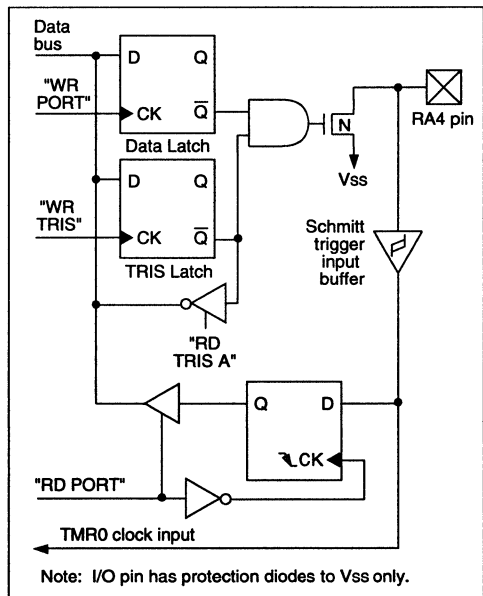 Data
bus
D
Q
"WR
PORT"
CK
Q
Data Latch
N
RA4 pin
VSS
D
Q
"WR
TRIS"
CK
Q
TRIS Latch
Schmitt
trigger
input
buffer
"RD
TRIS A"
Q
D
CK
"RD PORT"
TMR0 clock input
Note: I/O pin has protection diodes to VSS only.